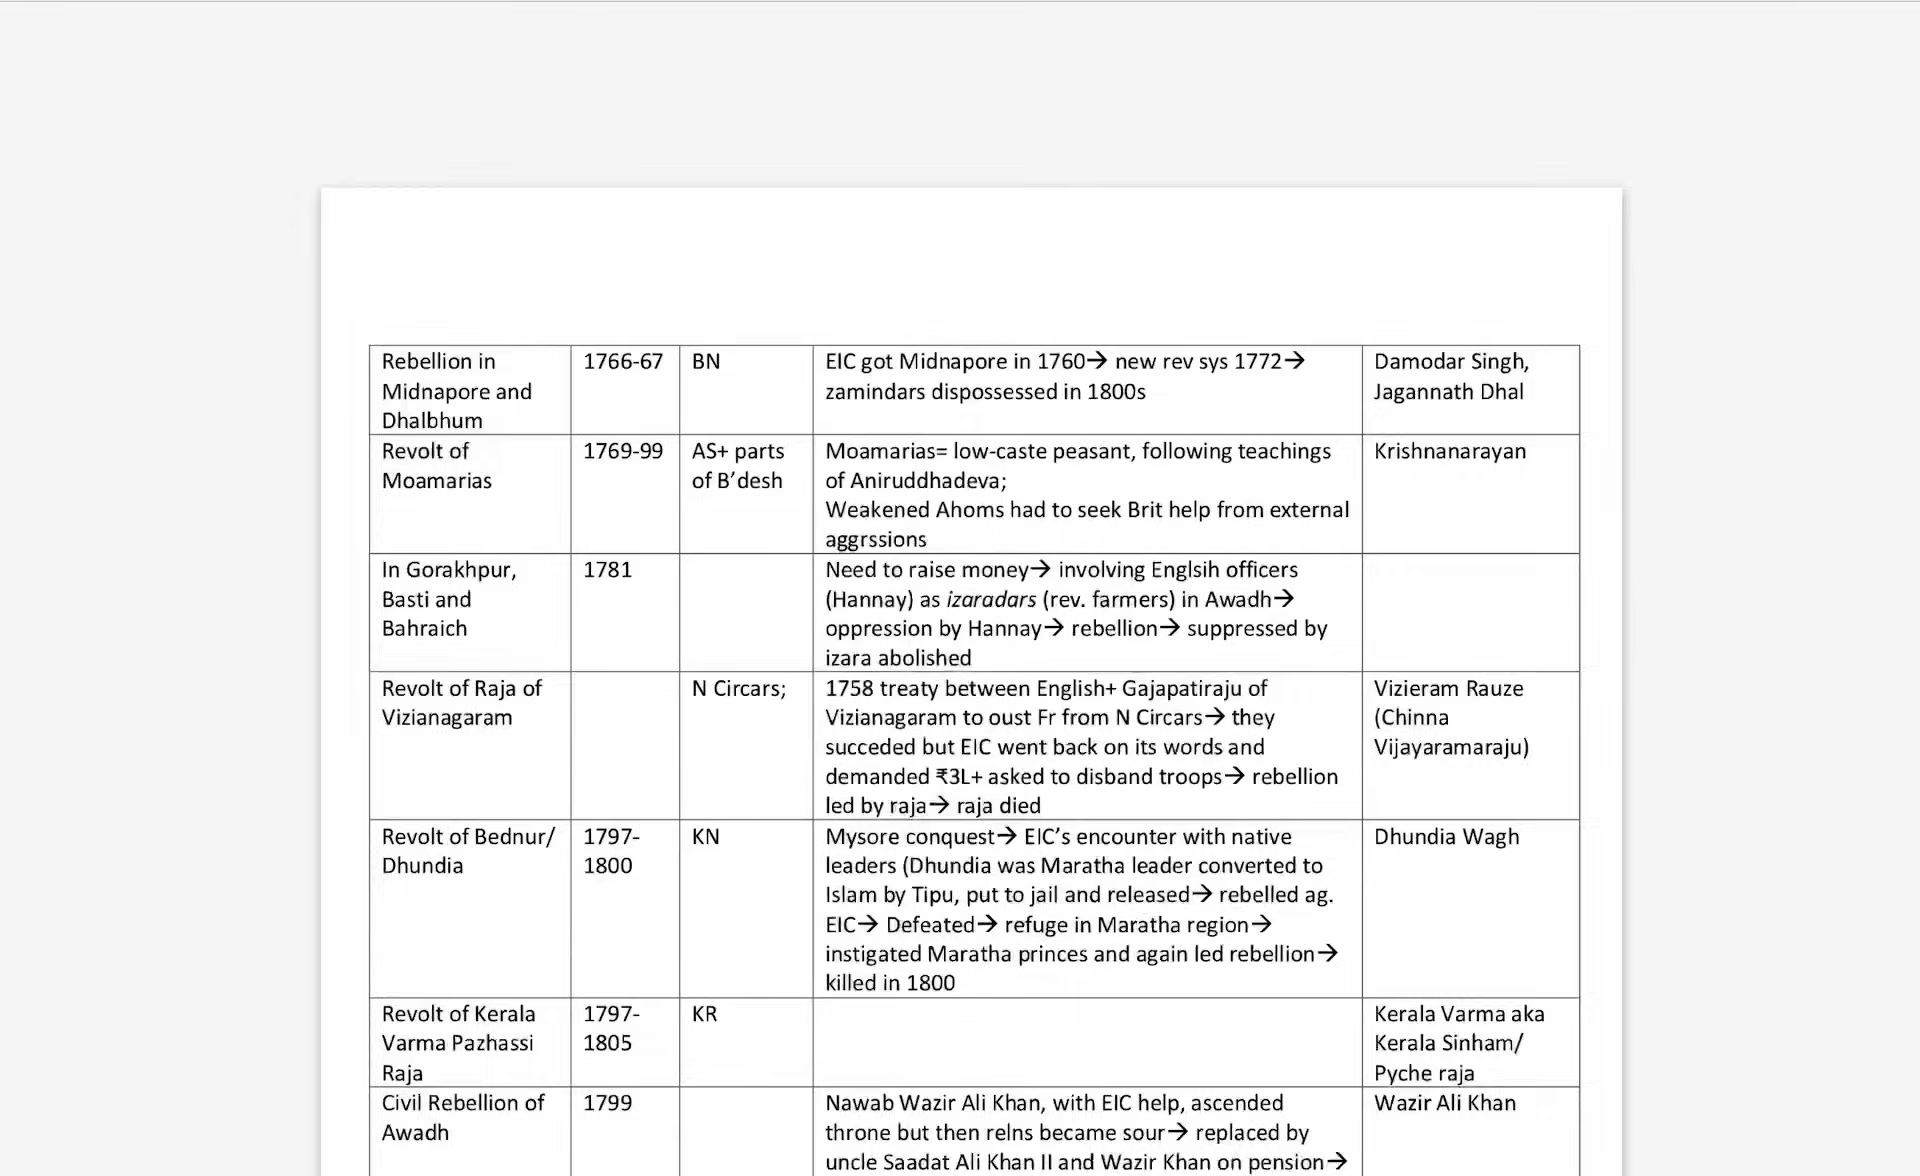 Rebellion in
Midnapore and
Dhalbhum
1766-67
BN
EIC got Midnapore in 1760→ new rev sys 1772→
zamindars dispossessed in 1800s
Damodar Singh,
Jagannath Dhal
Revolt of
Moamarias
1769-99
AS+ parts
of B’desh
Moamarias= low-caste peasant, following teachings
of Aniruddhadeva;
Weakened Ahoms had to seek Brit help from external
aggrssions
Krishnanarayan
In Gorakhpur,
Basti and
Bahraich
1781
Need to raise money→ involving Englsih officers
(Hannay) as izaradars (rev. farmers) in Awadh→
oppression by Hannay→ rebellion→ suppressed by
izara abolished
Revolt of Raja of
Vizianagaram
N Circars;
1758 treaty between English+ Gajapatiraju of
Vizianagaram to oust Fr from N Circars→ they
succeded but EIC went back on its words and
demanded ₹3L+ asked to disband troops→ rebellion
led by raja→ raja died
Vizieram Rauze
(Chinna
Vijayaramaraju)
Revolt of Bednur/
Dhundia
1797-
1800
KN
Mysore conquest→ EIC’s encounter with native
leaders (Dhundia was Maratha leader converted to
Islam by Tipu, put to jail and released→ rebelled ag.
EIC→ Defeated→ refuge in Maratha region→
instigated Maratha princes and again led rebellion→
killed in 1800
Dhundia Wagh
Revolt of Kerala
Varma Pazhassi
Raja
1797-
1805
KR
Kerala Varma aka
Kerala Sinham/
Pyche raja
Civil Rebellion of
Awadh
1799
Nawab Wazir Ali Khan, with EIC help, ascended
throne but then relns became sour→ replaced by
uncle Saadat Ali Khan II and Wazir Khan on pension→
Wazir Ali Khan